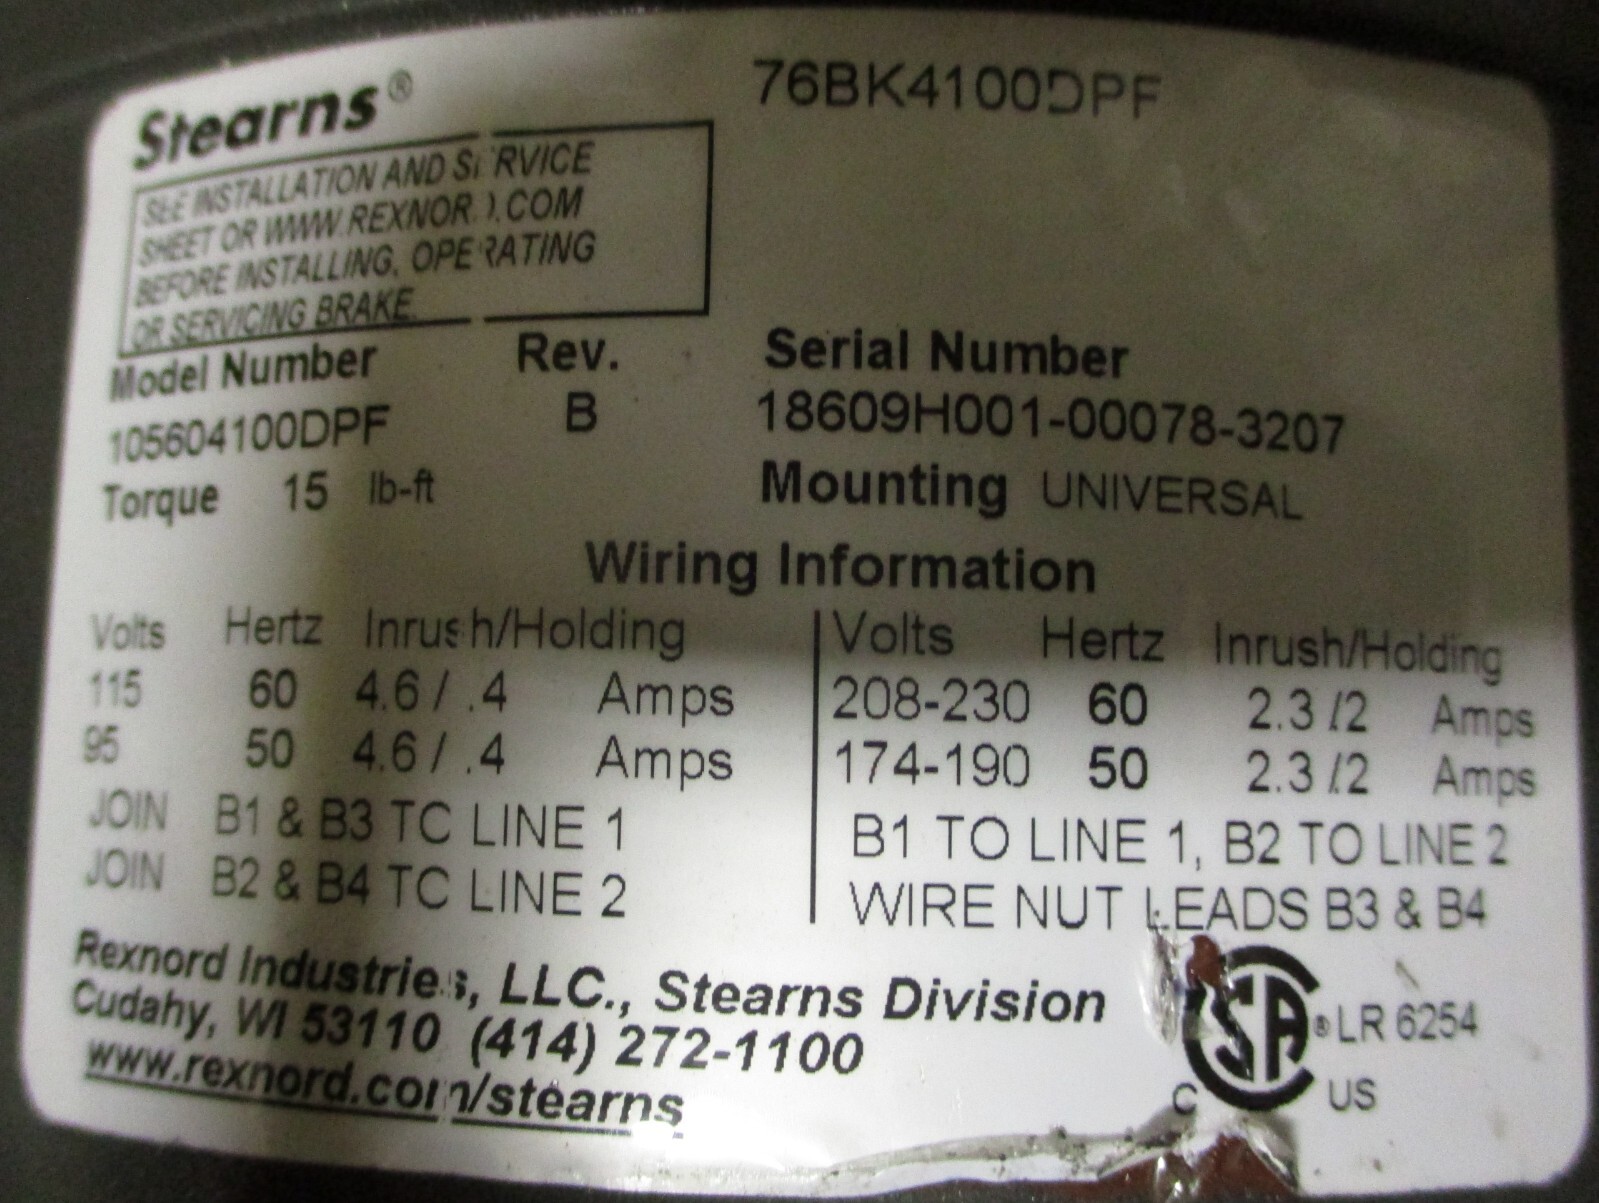 Stearns®
76BK4100DPF
SEE INSTALLATION AND SERVICE
SHEET OR WWW.REXNORD.COM
BEFORE INSTALLING, OPERATING
OR SERVICING BRAKE.
Model Number Rev. Serial Number
105604100DPF B 18609H001-00078-3207
Torque 15 lb-ft Mounting UNIVERSAL
Wiring Information
Volts Hertz Inrush/Holding
115 60 4.6 / .4 Amps
95 50 4.6 / .4 Amps
JOIN B1 & B3 TC LINE 1
JOIN B2 & B4 TC LINE 2
Volts Hertz Inrush/Holding
208-230 60 2.3 /.2 Amps
174-190 50 2.3 /.2 Amps
B1 TO LINE 1, B2 TO LINE 2
WIRE NUT LEADS B3 & B4
Rexnord Industries, LLC., Stearns Division
Cudahy, WI 53110 (414) 272-1100
www.rexnord.com/stearns
CSA® LR 6254
C US